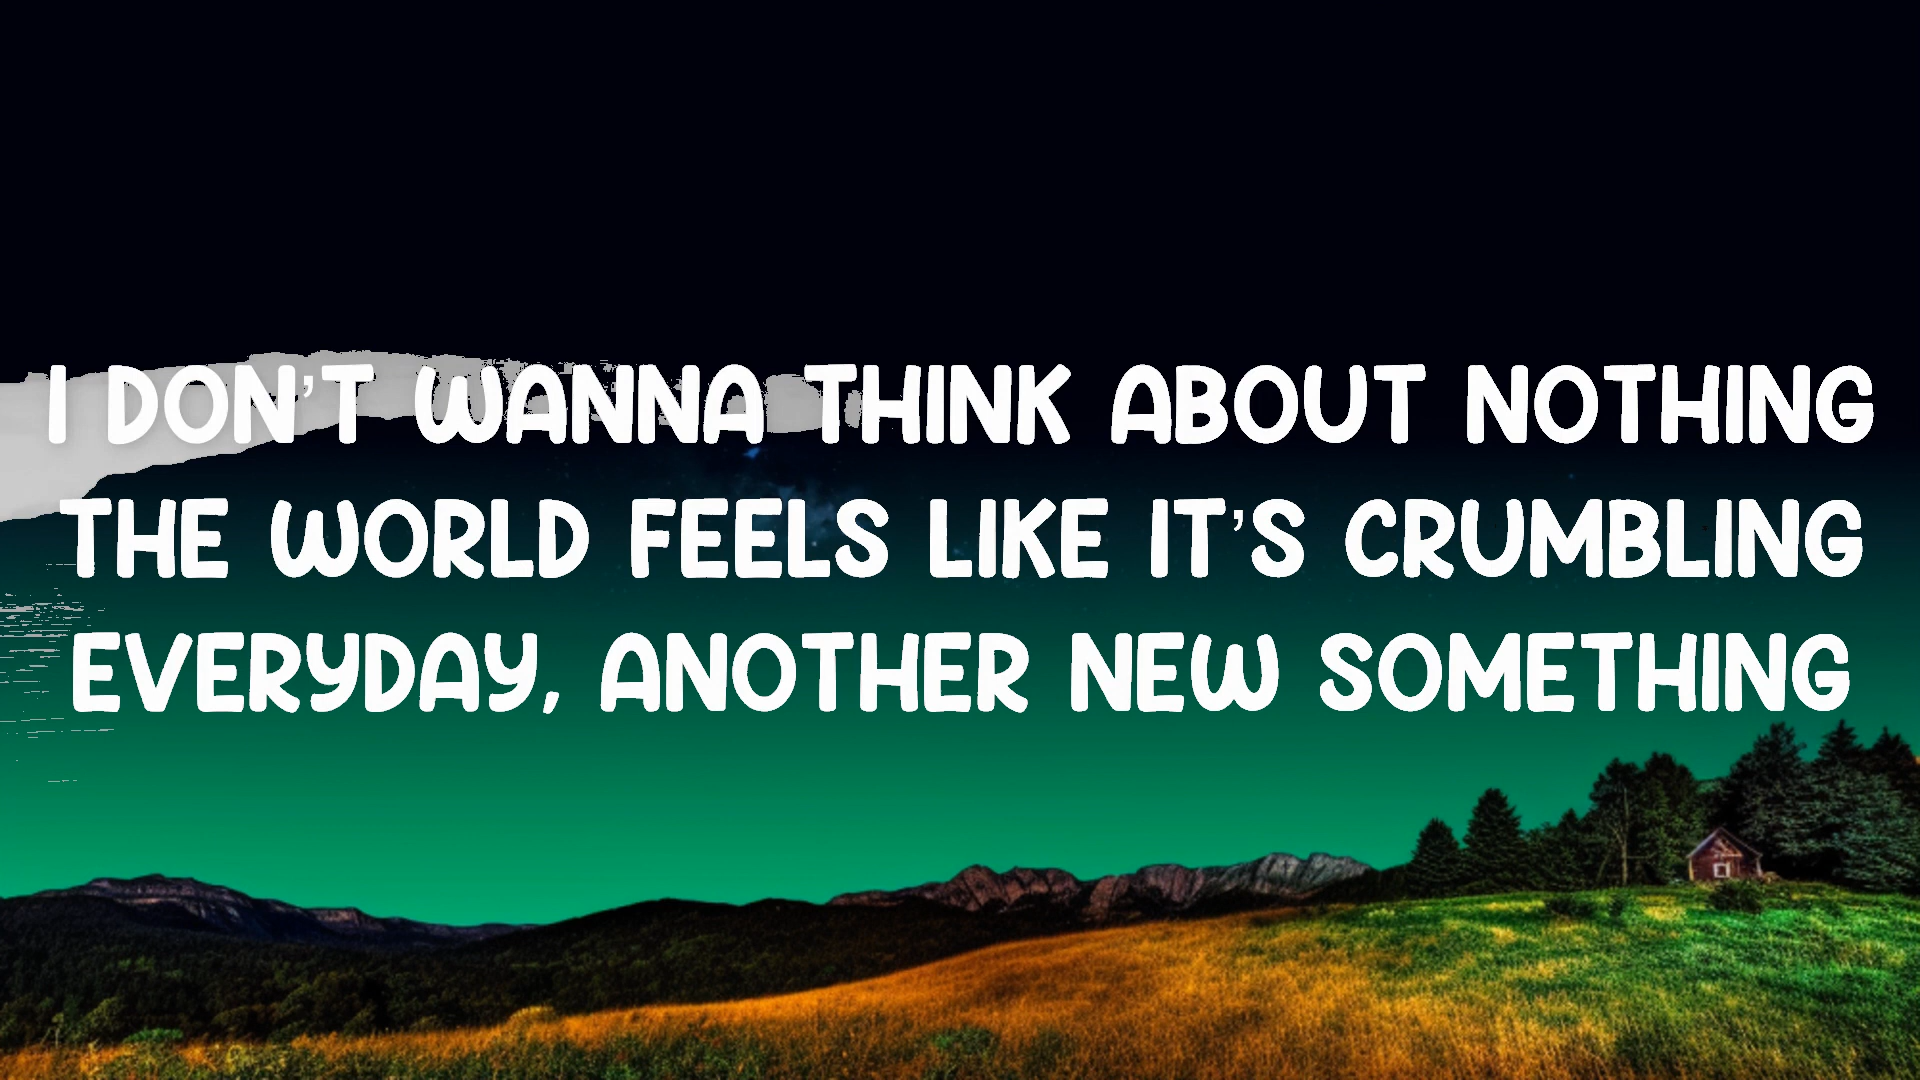 I DON'T WANNA THINK ABOUT NOTHING
THE WORLD FEELS LIKE IT'S CRUMBLING
EVERYDAY, ANOTHER NEW SOMETHING